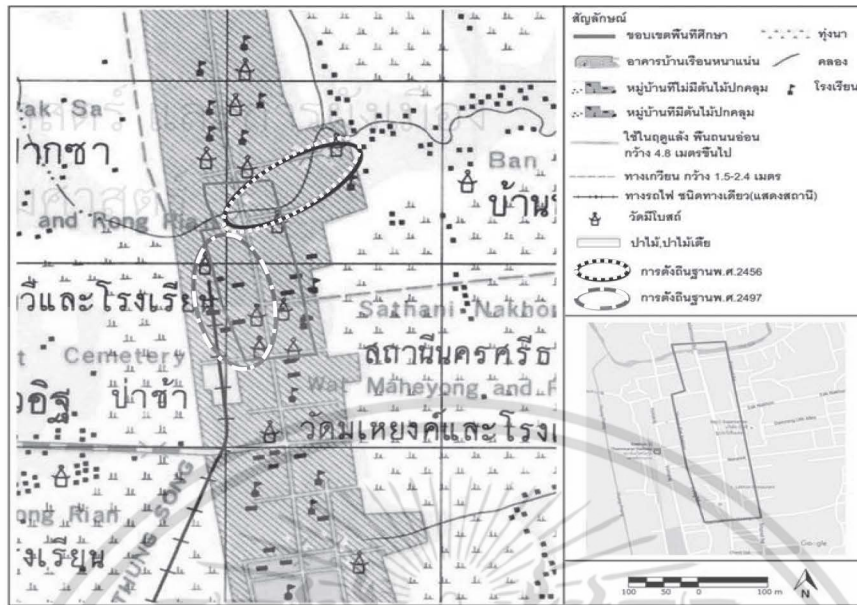 ak Sa
ปากซา
and Rong Ria
Ban
วีและโรงเรียน
Sathani Nakhon
สถานีนครศรีธ
t Cemetery
ป่าช้า
วอิฐ
Wat Maheyong and R
วัดมเหยงค์และโรงเ
THUNG SONG
ong Rian
รงเรียน
สัญลักษณ์
ขอบเขตพื้นที่ศึกษา
ทุ่งนา
อาคารบ้านเรือนหนาแน่น
คลอง
หมู่บ้านที่ไม่มีต้นไม้ปกคลุม
โรงเรียน
หมู่บ้านที่มีต้นไม้ปกคลุม
ใช้ในฤดูแล้ง พื้นถนนอ่อน
กว้าง 4.8 เมตรขึ้นไป
ทางเกวียน กว้าง 1.5-2.4 เมตร
ทางรถไฟ ชนิดทางเดี่ยว(แสดงสถานี)
วัดมีโบสถ์
ป่าไม้,ป่าไม้เตี้ย
การตั้งถิ่นฐานพ.ศ.2456
การตั้งถิ่นฐานพ.ศ.2497
Google
100 50 0 100 m
N